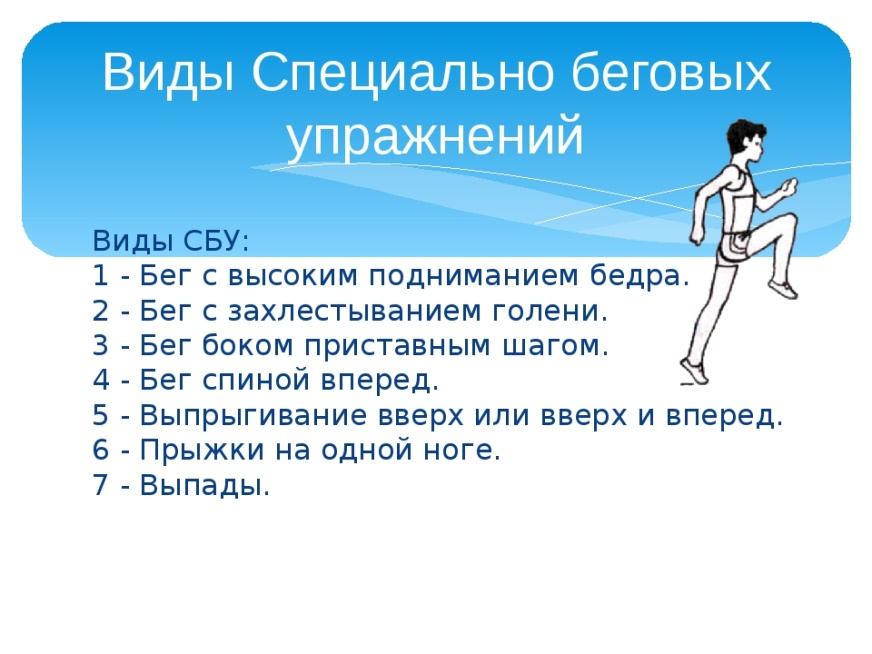 Виды Специально беговых
упражнений
Виды СБУ:
1 - Бег с высоким подниманием бедра.
2 - Бег с захлестыванием голени.
3 - Бег боком приставным шагом.
4 - Бег спиной вперед.
5 - Выпрыгивание вверх или вверх и вперед.
6 - Прыжки на одной ноге.
7 - Выпады.